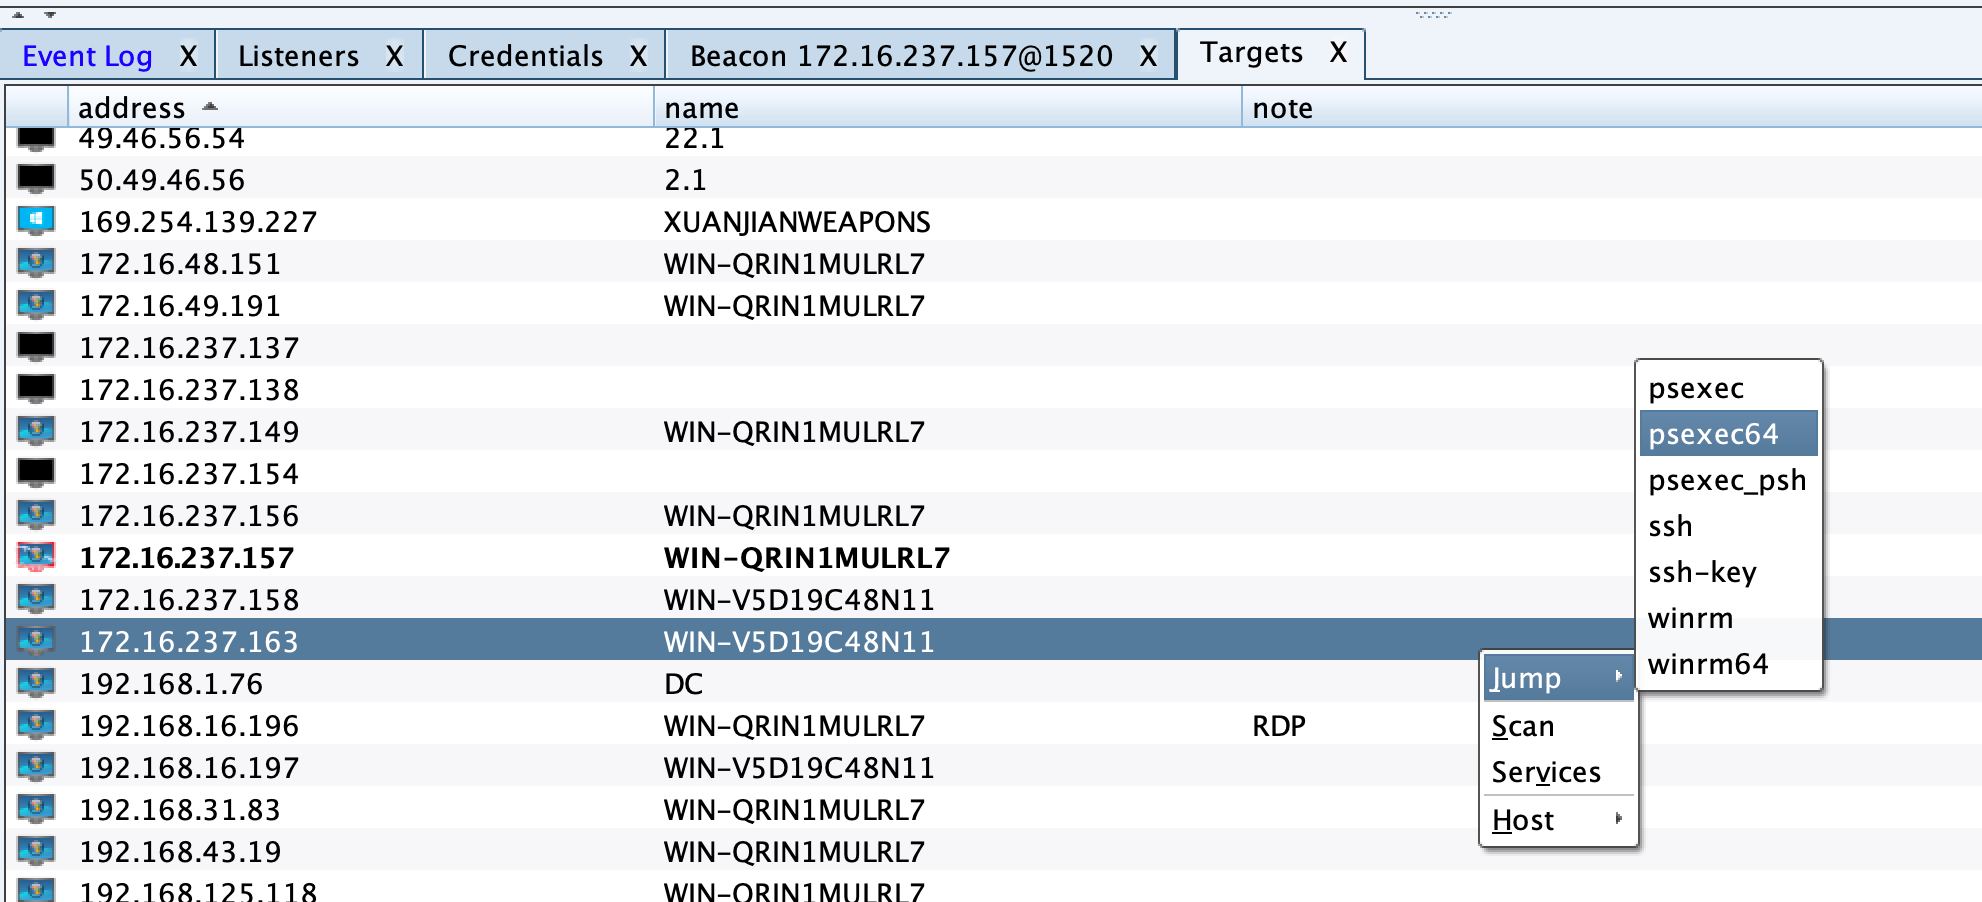 Event Log X Listeners X Credentials X Beacon 172.16.237.157@1520 X Targets X
address name note
49.46.56.54 22.1
50.49.46.56 2.1
169.254.139.227 XUANJIANWEAPONS
172.16.48.151 WIN-QRIN1MULRL7
172.16.49.191 WIN-QRIN1MULRL7
172.16.237.137
172.16.237.138
172.16.237.149 WIN-QRIN1MULRL7
172.16.237.154
172.16.237.156 WIN-QRIN1MULRL7
172.16.237.157 WIN-QRIN1MULRL7
172.16.237.158 WIN-V5D19C48N11
172.16.237.163 WIN-V5D19C48N11
192.168.1.76 DC
192.168.16.196 WIN-QRIN1MULRL7 RDP
192.168.16.197 WIN-V5D19C48N11
192.168.31.83 WIN-QRIN1MULRL7
192.168.43.19 WIN-QRIN1MULRL7
192.168.125.118 WIN-QRIN1MULRL7
Jump
Scan
Services
Host
psexec
psexec64
psexec_psh
ssh
ssh-key
winrm
winrm64